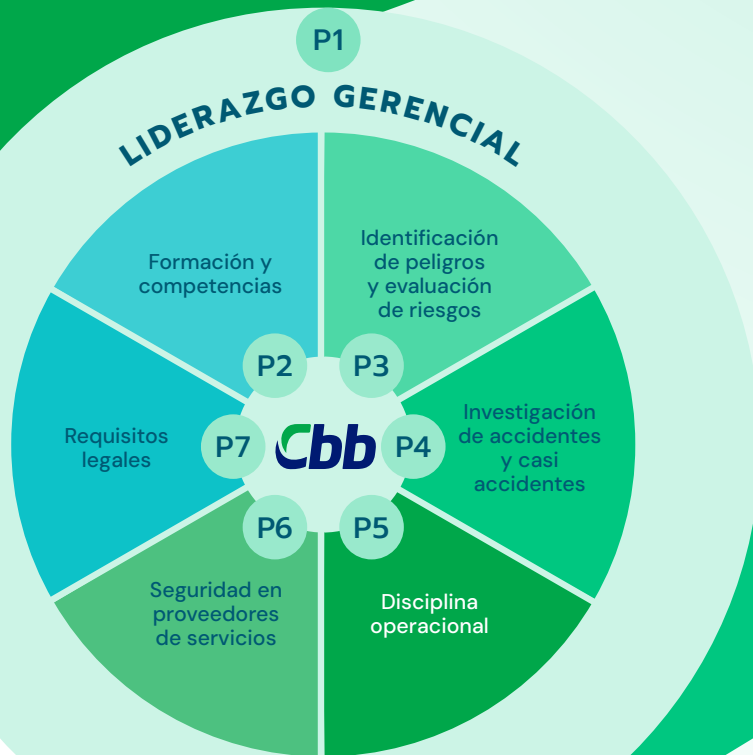 P1
LIDERAZGO GERENCIAL
Formación y
competencias
P2
Identificación
de peligros
y evaluación
de riesgos
P3
Investigación
de accidentes
y casi
accidentes
P4
Disciplina
operacional
P5
Seguridad en
proveedores
de servicios
P6
Requisitos
legales
P7
Cbb